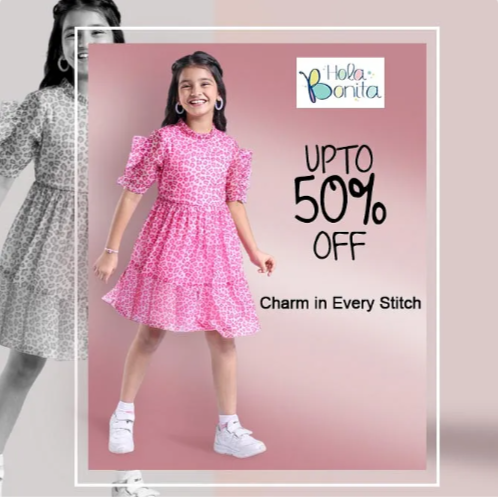 Hola
Bonita
UPTO
50%
OFF
Charm in Every Stitch